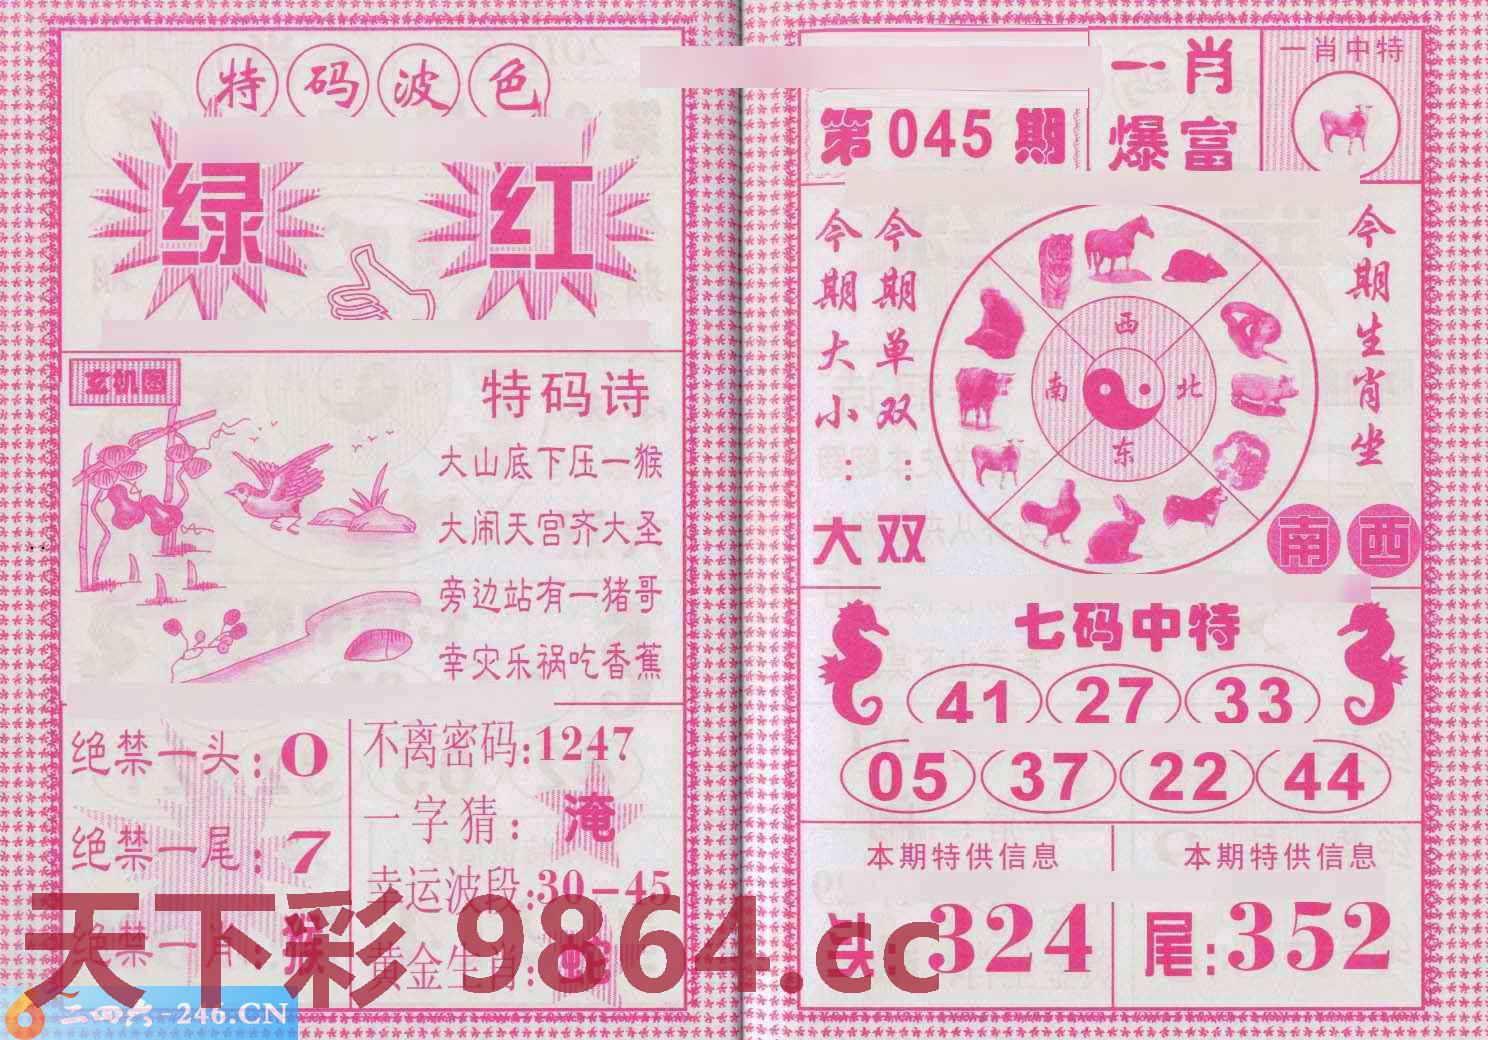 特码波色
绿 红
玄机图
特码诗
大山底下压一猴
大闹天宫齐大圣
旁边站有一猪哥
幸灾乐祸吃香蕉
绝禁一头:0
绝禁一尾:7
绝禁一肖:猴
不离密码:1247
一字猜:淹
幸运波段:30-45
黄金生肖:蛇
第045期
一肖
爆富
一肖中特
今期大小:大
今期单双:双
西
南 北
东
今期生肖坐
南 西
七码中特
41 27 33
05 37 22 44
本期特供信息
头:324
本期特供信息
尾:352
天下彩 9864.cc
二四六-246.CN